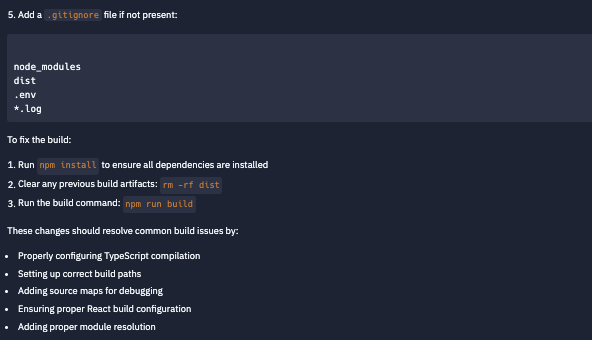 5. Add a .gitignore file if not present:
node_modules
dist
.env
*.log
To fix the build:
1. Run npm install to ensure all dependencies are installed
2. Clear any previous build artifacts: rm -rf dist
3. Run the build command: npm run build
These changes should resolve common build issues by:
• Properly configuring TypeScript compilation
• Setting up correct build paths
• Adding source maps for debugging
• Ensuring proper React build configuration
• Adding proper module resolution